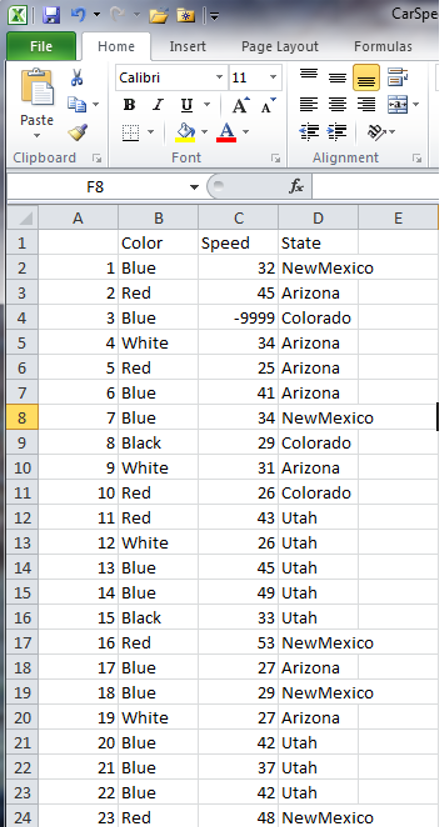 CarSpe
File Home Insert Page Layout Formulas
Calibri 11
B I U A A
Paste A
Clipboard Font Alignment
F8 fx
A B C D E
1 Color Speed State
2 1 Blue 32 NewMexico
3 2 Red 45 Arizona
4 3 Blue -9999 Colorado
5 4 White 34 Arizona
6 5 Red 25 Arizona
7 6 Blue 41 Arizona
8 7 Blue 34 NewMexico
9 8 Black 29 Colorado
10 9 White 31 Arizona
11 10 Red 26 Colorado
12 11 Red 43 Utah
13 12 White 26 Utah
14 13 Blue 45 Utah
15 14 Blue 49 Utah
16 15 Black 33 Utah
17 16 Red 53 NewMexico
18 17 Blue 27 Arizona
19 18 Blue 29 NewMexico
20 19 White 27 Arizona
21 20 Blue 42 Utah
22 21 Blue 37 Utah
23 22 Blue 42 Utah
24 23 Red 48 NewMexico